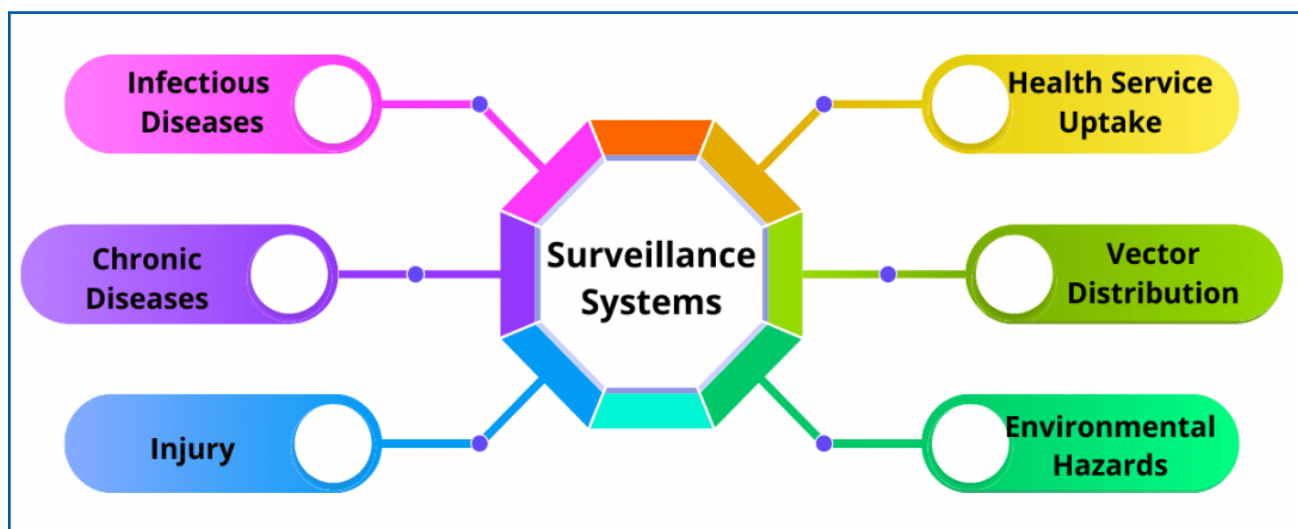 Infectious
Diseases
Health Service
Uptake
Chronic
Diseases
Surveillance
Systems
Vector
Distribution
Injury
Environmental
Hazards